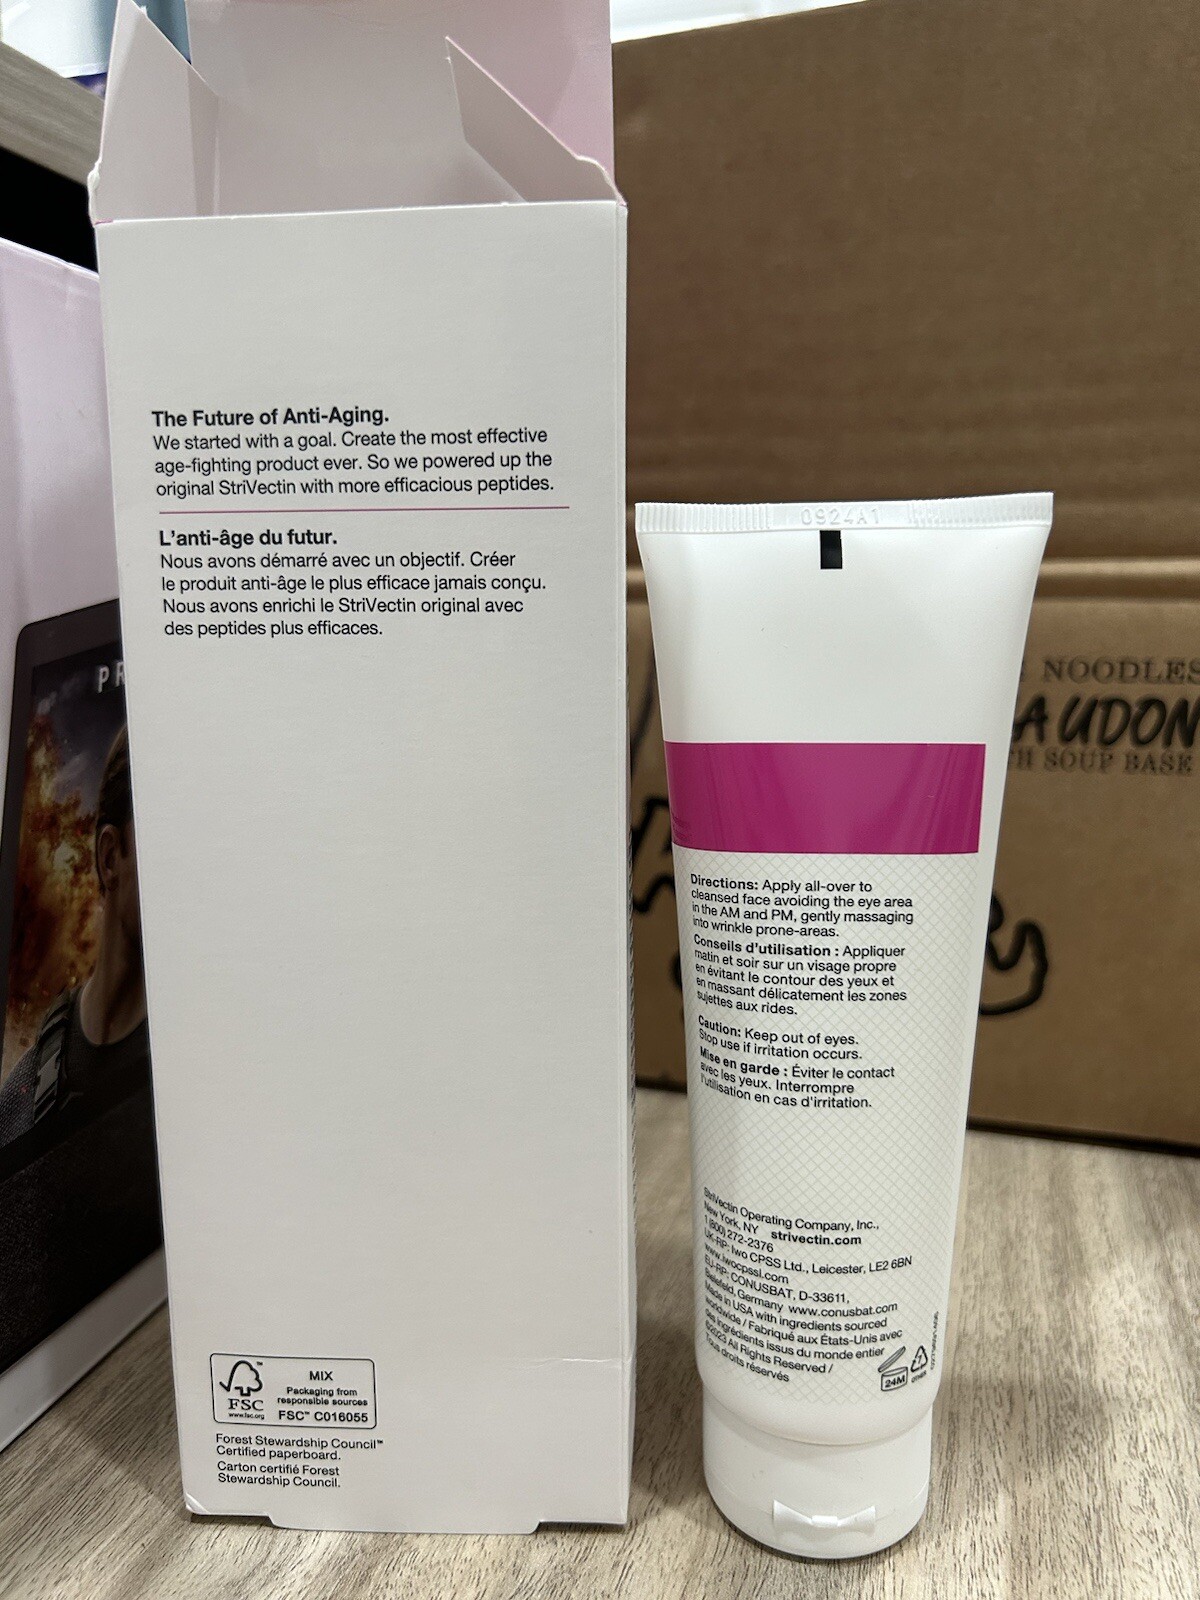 The Future of Anti-Aging.
We started with a goal. Create the most effective
age-fighting product ever. So we powered up the
original StriVectin with more efficacious peptides.
L'anti-âge du futur.
Nous avons démarré avec un objectif. Créer
le produit anti-âge le plus efficace jamais conçu.
Nous avons enrichi le StriVectin original avec
des peptides plus efficaces.
FSC
www.fsc.org
MIX
Packaging from
responsible sources
FSC™ C016055
Forest Stewardship Council™
Certified paperboard.
Carton certifié Forest
Stewardship Council.
PR
0924A1
Directions: Apply all-over to
cleansed face avoiding the eye area
in the AM and PM, gently massaging
into wrinkle prone-areas.
Conseils d'utilisation : Appliquer
matin et soir sur un visage propre
en évitant le contour des yeux et
en massant délicatement les zones
sujettes aux rides.
Caution: Keep out of eyes.
Stop use if irritation occurs.
Mise en garde : Éviter le contact
avec les yeux. Interrompre
l'utilisation en cas d'irritation.
StriVectin Operating Company, Inc.,
New York, NY strivectin.com
1 (800) 272-2376
UK-RP: Iwo CPSS Ltd., Leicester, LE2 6BN
www.iwocpssl.com
EU-RP: CONUSBAT, D-33611,
Bielefeld, Germany www.conusbat.com
Made in USA with ingredients sourced
worldwide / Fabriqué aux États-Unis avec
des ingrédients issus du monde entier
©2023 All Rights Reserved /
Tous droits réservés
24M
7
OTHER
NOODLES
A UDON
H SOUP BASE